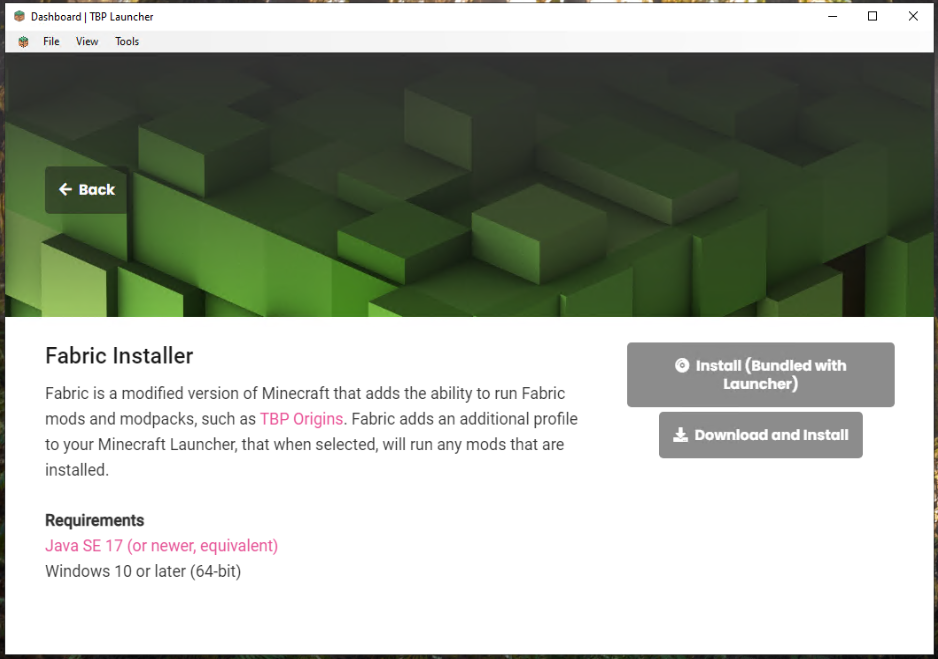 Dashboard | TBP Launcher
File View Tools
Back
Fabric Installer
Fabric is a modified version of Minecraft that adds the ability to run Fabric
mods and modpacks, such as TBP Origins. Fabric adds an additional profile
to your Minecraft Launcher, that when selected, will run any mods that are
installed.
Requirements
Java SE 17 (or newer, equivalent)
Windows 10 or later (64-bit)
Install (Bundled with
Launcher)
Download and Install